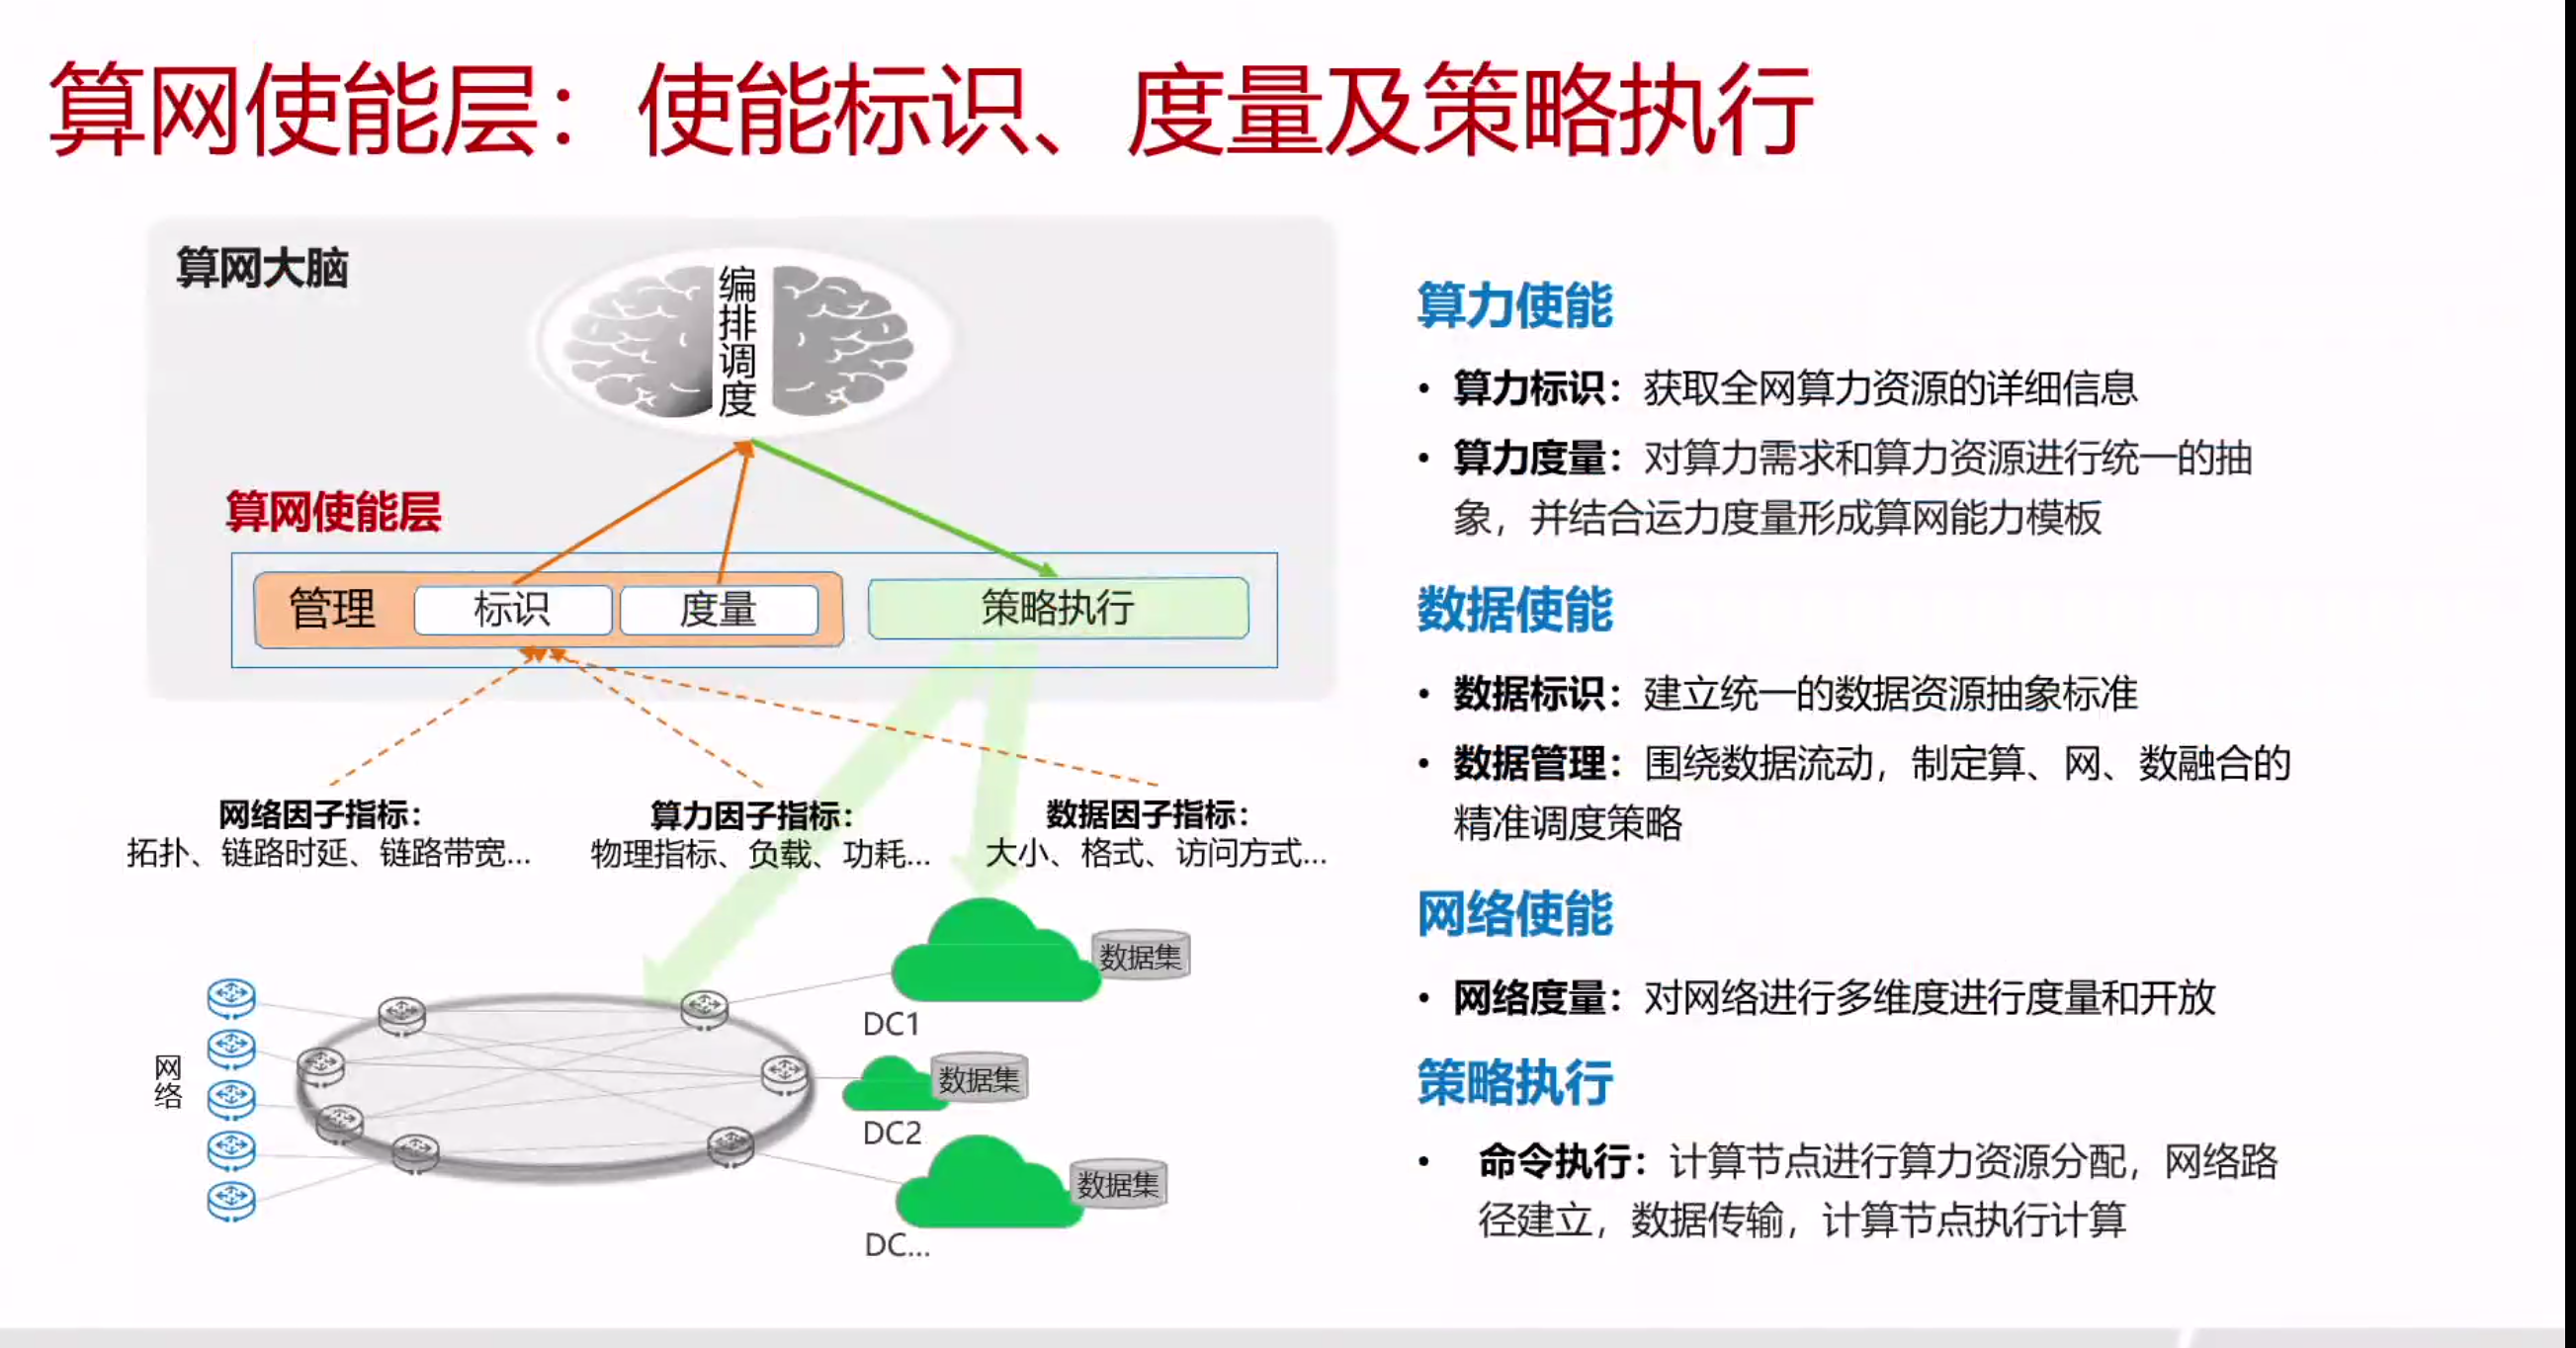 算网使能层：使能标识、度量及策略执行
算网大脑
编排调度
算网使能层
管理
标识
度量
策略执行
网络因子指标：
拓扑、链路时延、链路带宽...
算力因子指标：
物理指标、负载、功耗...
数据因子指标：
大小、格式、访问方式...
网络
数据集
DC1
数据集
DC2
数据集
DC...
算力使能
• 算力标识：获取全网算力资源的详细信息
• 算力度量：对算力需求和算力资源进行统一的抽
象，并结合运力度量形成算网能力模板
数据使能
• 数据标识：建立统一的数据资源抽象标准
• 数据管理：围绕数据流动，制定算、网、数融合的
精准调度策略
网络使能
• 网络度量：对网络进行多维度进行度量和开放
策略执行
• 命令执行：计算节点进行算力资源分配，网络路
径建立，数据传输，计算节点执行计算